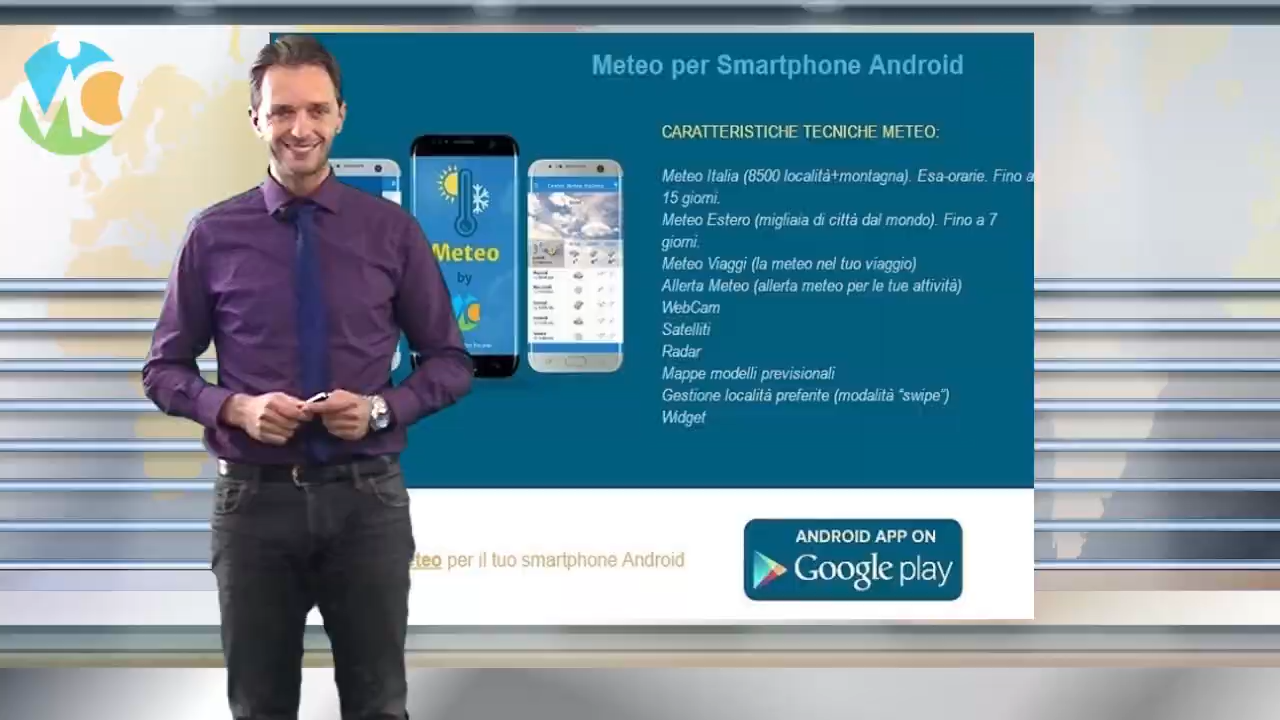 MC
Meteo per Smartphone Android
CARATTERISTICHE TECNICHE METEO:
Meteo Italia (8500 località+montagna). Esa-orarie. Fino a
15 giorni.
Meteo Estero (migliaia di città dal mondo). Fino a 7
giorni.
Meteo Viaggi (la meteo nel tuo viaggio)
Allerta Meteo (allerta meteo per le tue attività)
WebCam
Satelliti
Radar
Mappe modelli previsionali
Gestione località preferite (modalità “swipe”)
Widget
Meteo
by
eteo per il tuo smartphone Android
ANDROID APP ON
Google play